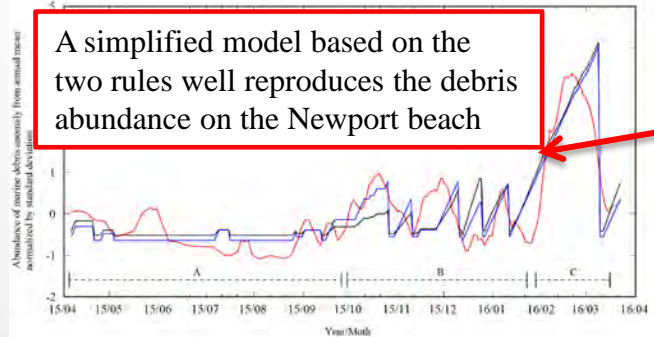 5
A simplified model based on the
two rules well reproduces the debris
abundance on the Newport beach
Abundance of marine debris anomaly from annual mean
normalized by standard deviation
1
0
-1
-2
A
B
C
15/04 15/05 15/06 15/07 15/08 15/09 15/10 15/11 15/12 16/01 16/02 16/03 16/04
Year/Moth